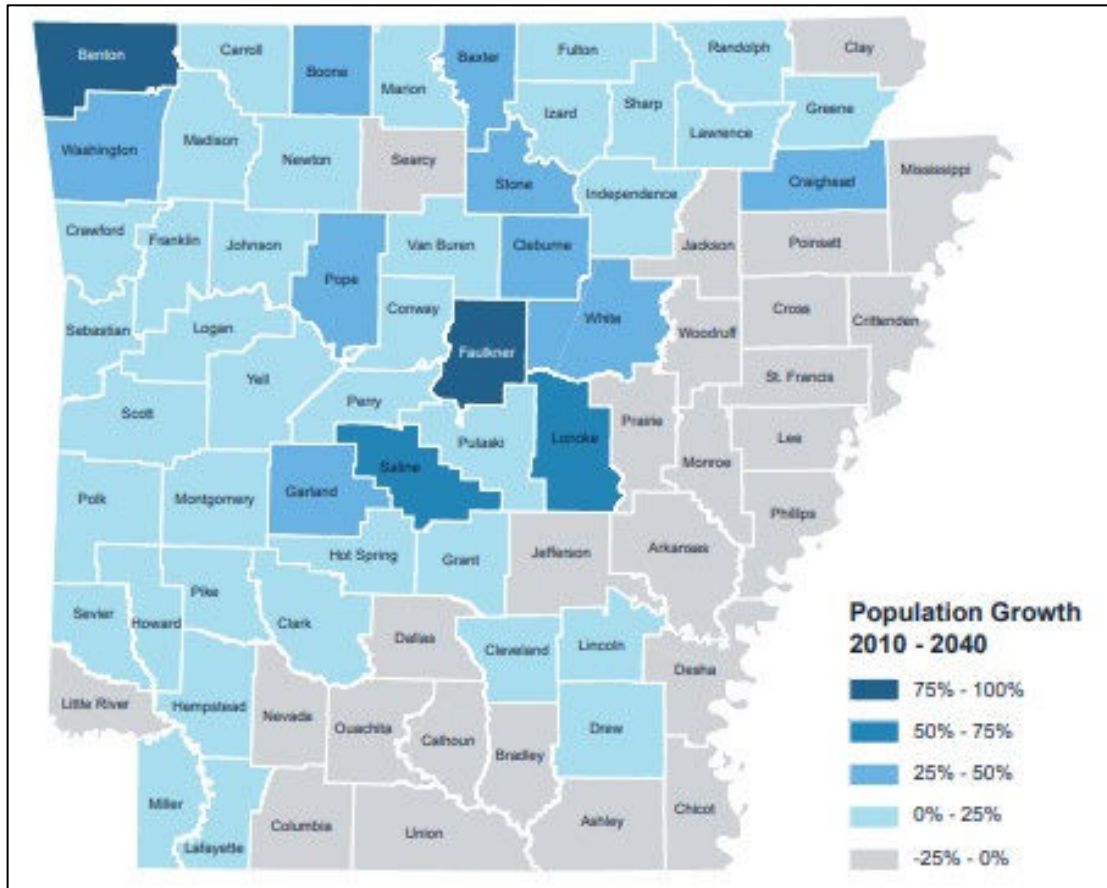 Benton
Carroll
Boone
Marion
Baxter
Fulton
Randolph
Clay
Izard
Sharp
Greene
Lawrence
Washington
Madison
Newton
Searcy
Stone
Independence
Craighead
Mississippi
Crawford
Franklin
Johnson
Pope
Van Buren
Cleburne
Jackson
Poinsett
Sebastian
Logan
Conway
White
Woodruff
Cross
Crittenden
Faulkner
Yell
St. Francis
Scott
Perry
Pulaski
Lonoke
Prairie
Lee
Saline
Monroe
Polk
Montgomery
Garland
Phillips
Hot Spring
Grant
Jefferson
Arkansas
Sevier
Howard
Pike
Clark
Dallas
Cleveland
Lincoln
Desha
Little River
Hempstead
Nevada
Ouachita
Calhoun
Bradley
Drew
Miller
Lafayette
Columbia
Union
Ashley
Chicot
Population Growth
2010 - 2040
75% - 100%
50% - 75%
25% - 50%
0% - 25%
-25% - 0%